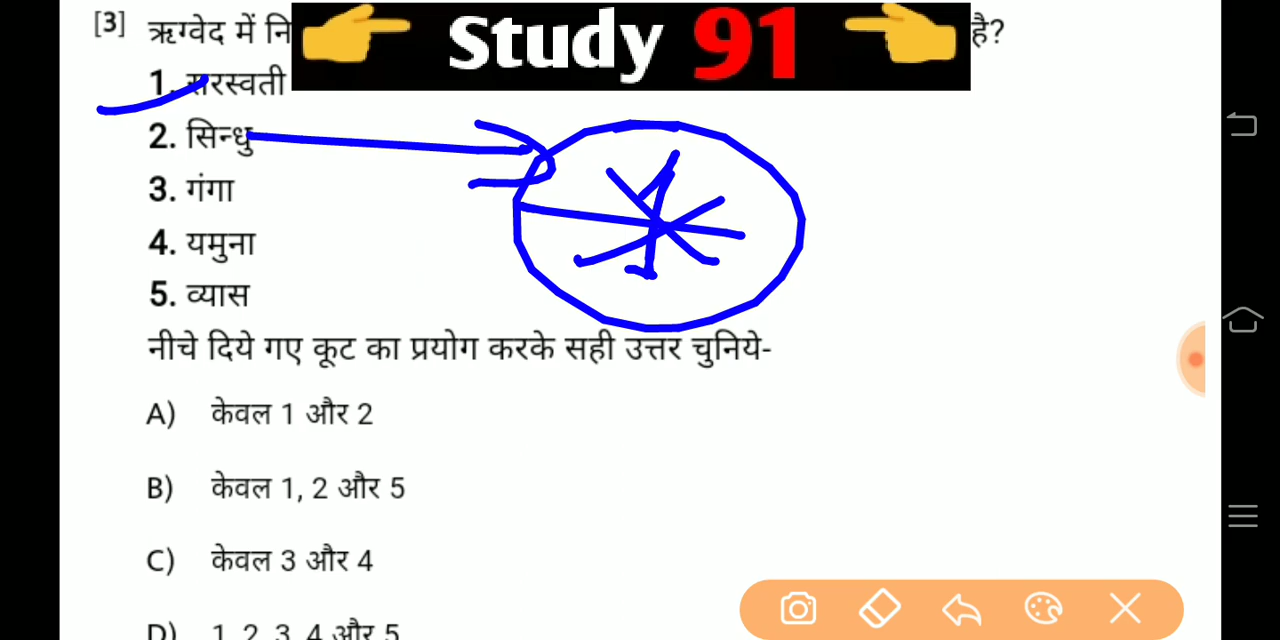 [3] ऋग्वेद में नि
Study 91
है?
1. सरस्वती
2. सिन्धु
3. गंगा
4. यमुना
5. व्यास
नीचे दिये गए कूट का प्रयोग करके सही उत्तर चुनिये-
A) केवल 1 और 2
B) केवल 1, 2 और 5
C) केवल 3 और 4
D) 1, 2, 3, 4 और 5